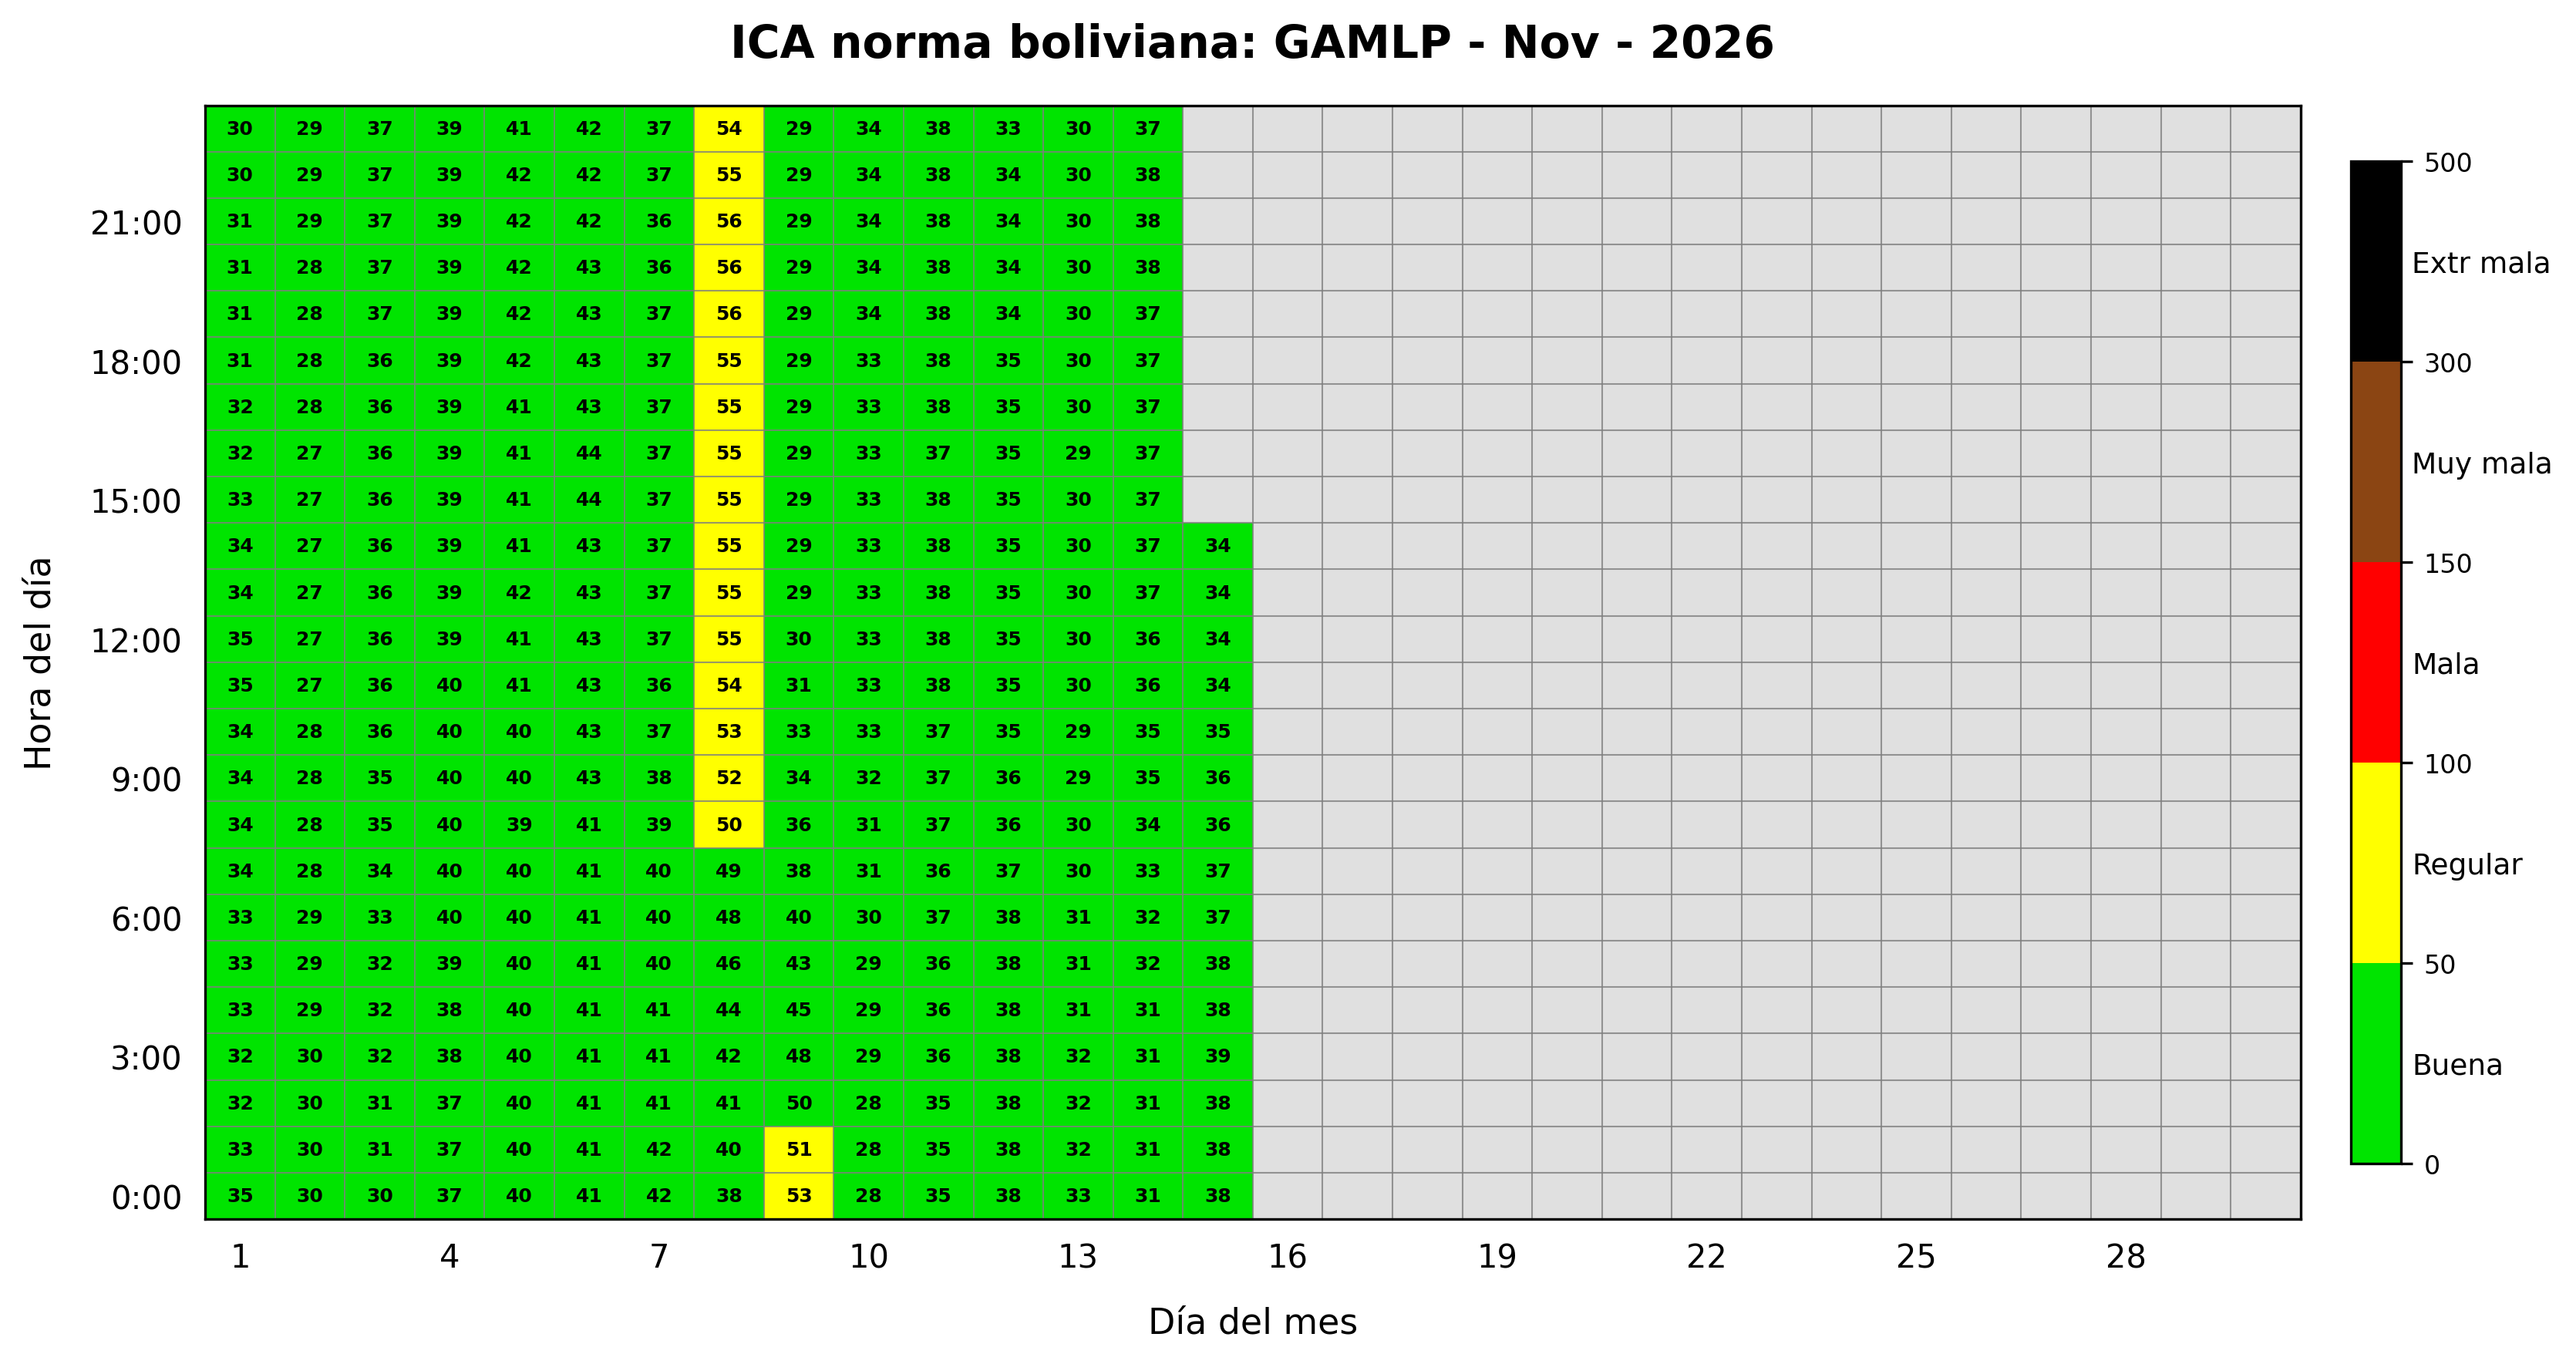 ICA norma boliviana: GAMLP - Nov - 2026
30 29 37 39 41 42 37 54 29 34 38 33 30 37
30 29 37 39 42 42 37 55 29 34 38 34 30 38
21:00 31 29 37 39 42 42 36 56 29 34 38 34 30 38
31 28 37 39 42 43 36 56 29 34 38 34 30 38
31 28 37 39 42 43 37 56 29 34 38 34 30 37
18:00 31 28 36 39 42 43 37 55 29 33 38 35 30 37
32 28 36 39 41 43 37 55 29 33 38 35 30 37
32 27 36 39 41 44 37 55 29 33 37 35 29 37
15:00 33 27 36 39 41 44 37 55 29 33 38 35 30 37
34 27 36 39 41 43 37 55 29 33 38 35 30 37 34
34 27 36 39 42 43 37 55 29 33 38 35 30 37 34
12:00 35 27 36 39 41 43 37 55 30 33 38 35 30 36 34
35 27 36 40 41 43 36 54 31 33 38 35 30 36 34
34 28 36 40 40 43 37 53 33 33 37 35 29 35 35
9:00 34 28 35 40 40 43 38 52 34 32 37 36 29 35 36
34 28 35 40 39 41 39 50 36 31 37 36 30 34 36
34 28 34 40 40 41 40 49 38 31 36 37 30 33 37
6:00 33 29 33 40 40 41 40 48 40 30 37 38 31 32 37
33 29 32 39 40 41 40 46 43 29 36 38 31 32 38
33 29 32 38 40 41 41 44 45 29 36 38 31 31 38
3:00 32 30 32 38 40 41 41 42 48 29 36 38 32 31 39
32 30 31 37 40 41 41 41 50 28 35 38 32 31 38
33 30 31 37 40 41 42 40 51 28 35 38 32 31 38
0:00 35 30 30 37 40 41 42 38 53 28 35 38 33 31 38
1 4 7 10 13 16 19 22 25 28
Día del mes
Hora del día
500
Extr mala
300
Muy mala
150
Mala
100
Regular
50
Buena
0